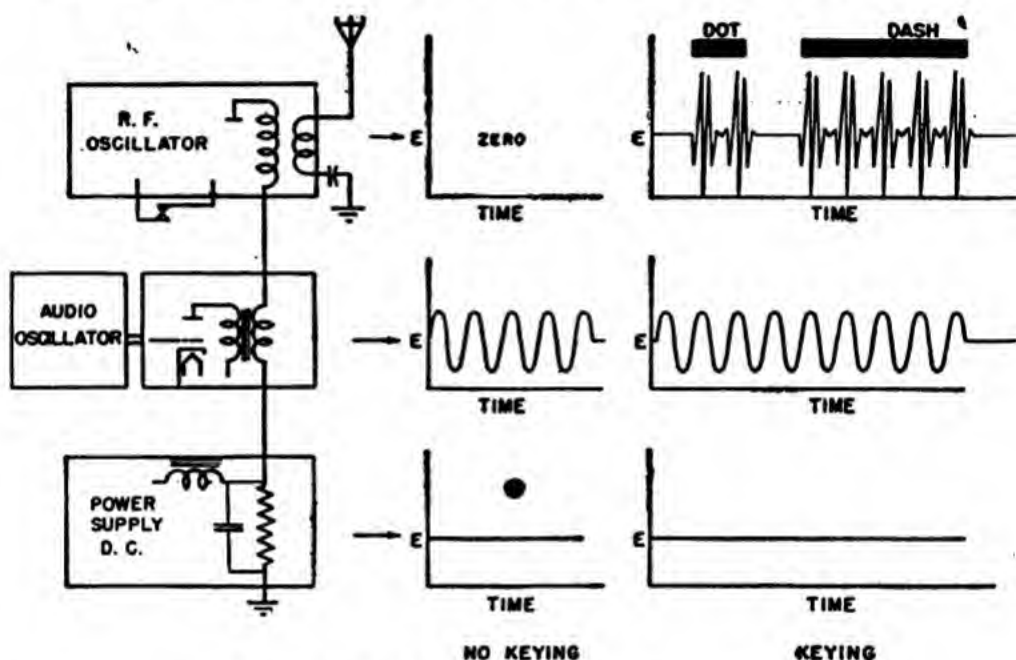 DOT DASH
R. F.
OSCILLATOR
E
ZERO
TIME
E
TIME
AUDIO
OSCILLATOR
E
TIME
E
TIME
POWER
SUPPLY
D. C.
E
TIME
E
TIME
NO KEYING
KEYING